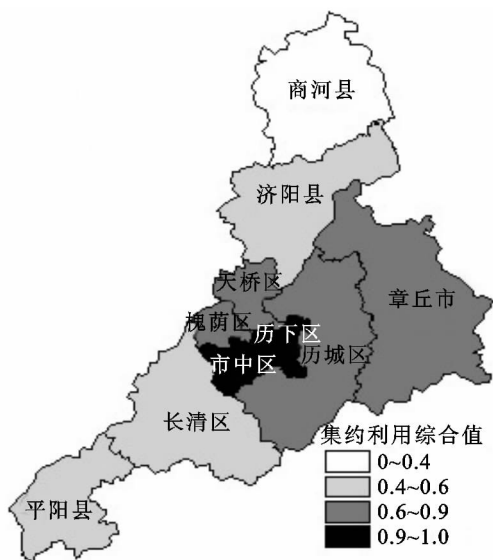 商河县
济阳县
天桥区
章丘市
槐荫区
历下区
历城区
市中区
长清区
平阳县
集约利用综合值
0~0.4
0.4~0.6
0.6~0.9
0.9~1.0